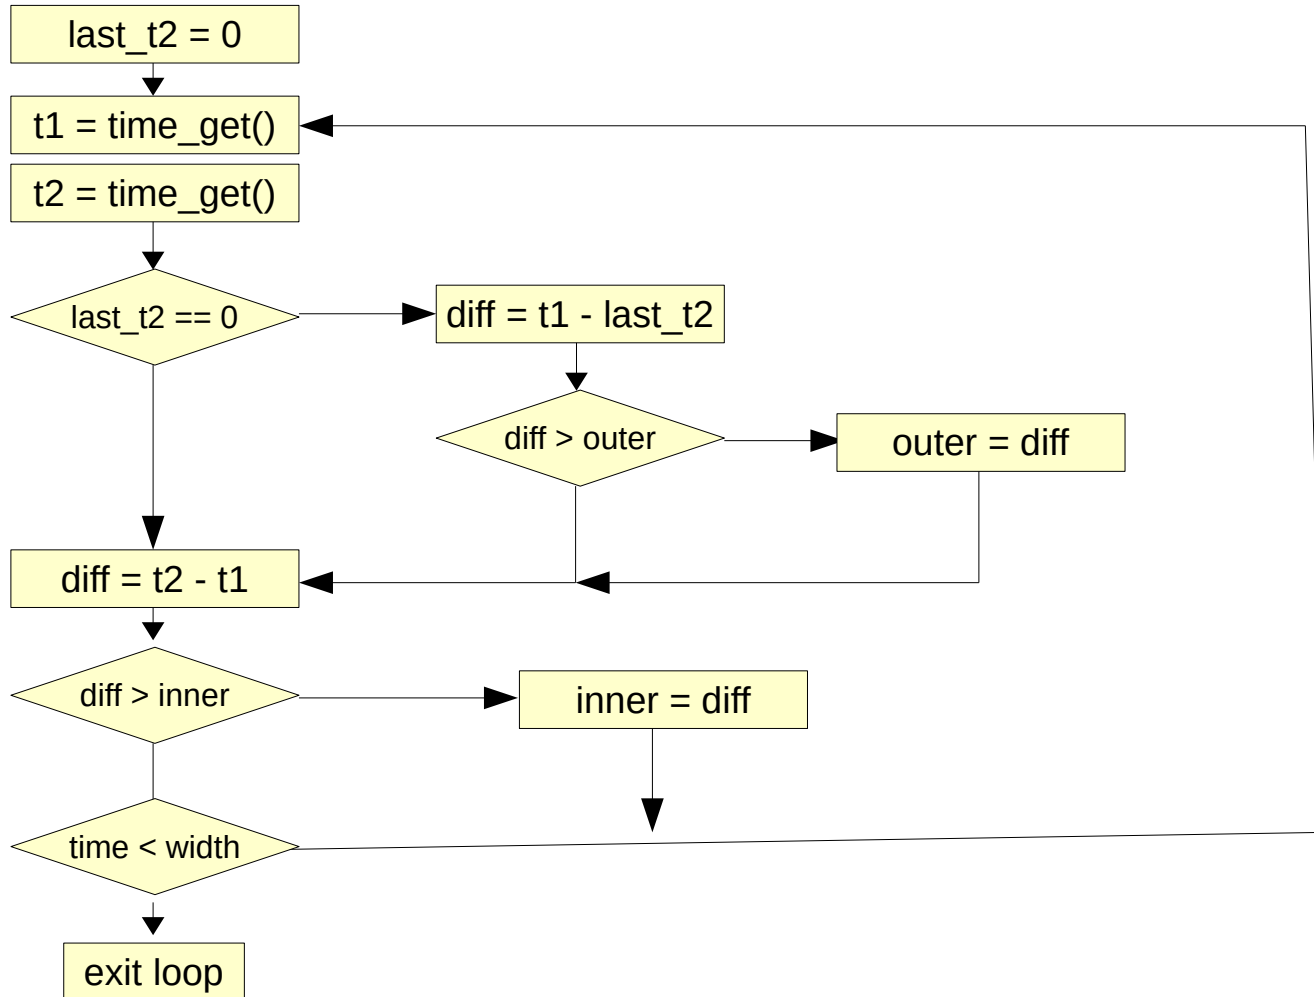 last_t2 = 0
t1 = time_get()
t2 = time_get()
last_t2 == 0
diff = t1 - last_t2
diff > outer
outer = diff
diff = t2 - t1
diff > inner
inner = diff
time < width
exit loop